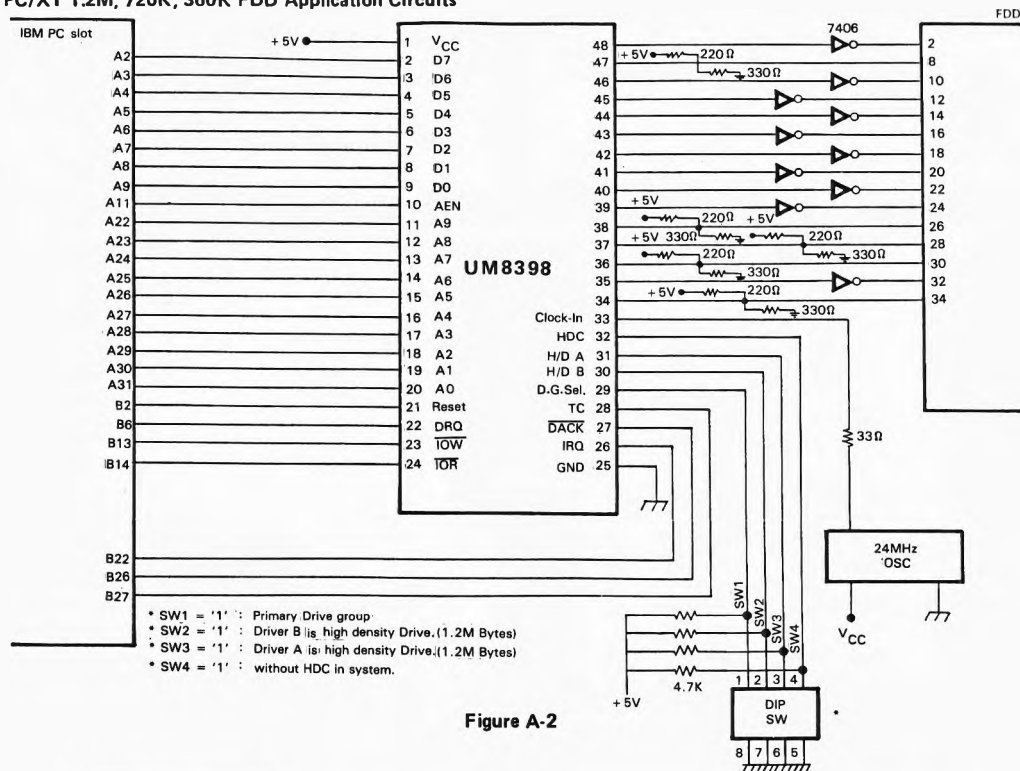 PC/XT 1.2M, 720K, 360K FDD Application Circuits
IBM PC slot
A2
A3
A4
A5
A6
A7
A8
A9
A11
A22
A23
A24
A25
A26
A27
A28
A29
A30
A31
B2
B6
B13
B14
B22
B26
B27
+5V
UM8398
1 VCC
2 D7
3 D6
4 D5
5 D4
6 D3
7 D2
8 D1
9 D0
10 AEN
11 A9
12 A8
13 A7
14 A6
15 A5
16 A4
17 A3
18 A2
19 A1
20 A0
21 Reset
22 DRQ
23 IOW
24 IOR
48
47
46
45
44
43
42
41
40
39
38
37
36
35
34
Clock-In 33
HDC 32
H/D A 31
H/D B 30
D.G.Sel. 29
TC 28
DACK 27
IRQ 26
GND 25
7406
+5V 220Ω
330Ω
+5V 220Ω +5V
330Ω 220Ω
+5V 220Ω 330Ω
330Ω
+5V 220Ω
330Ω
FDD
2
8
10
12
14
16
18
20
22
24
26
28
30
32
34
33Ω
24MHz
OSC
VCC
* SW1 = '1' : Primary Drive group
* SW2 = '1' : Driver B is high density Drive.(1.2M Bytes)
* SW3 = '1' : Driver A is high density Drive.(1.2M Bytes)
* SW4 = '1' : without HDC in system.
SW1
SW2
SW3
SW4
4.7K
+5V
1 2 3 4
DIP
SW
8 7 6 5
Figure A-2